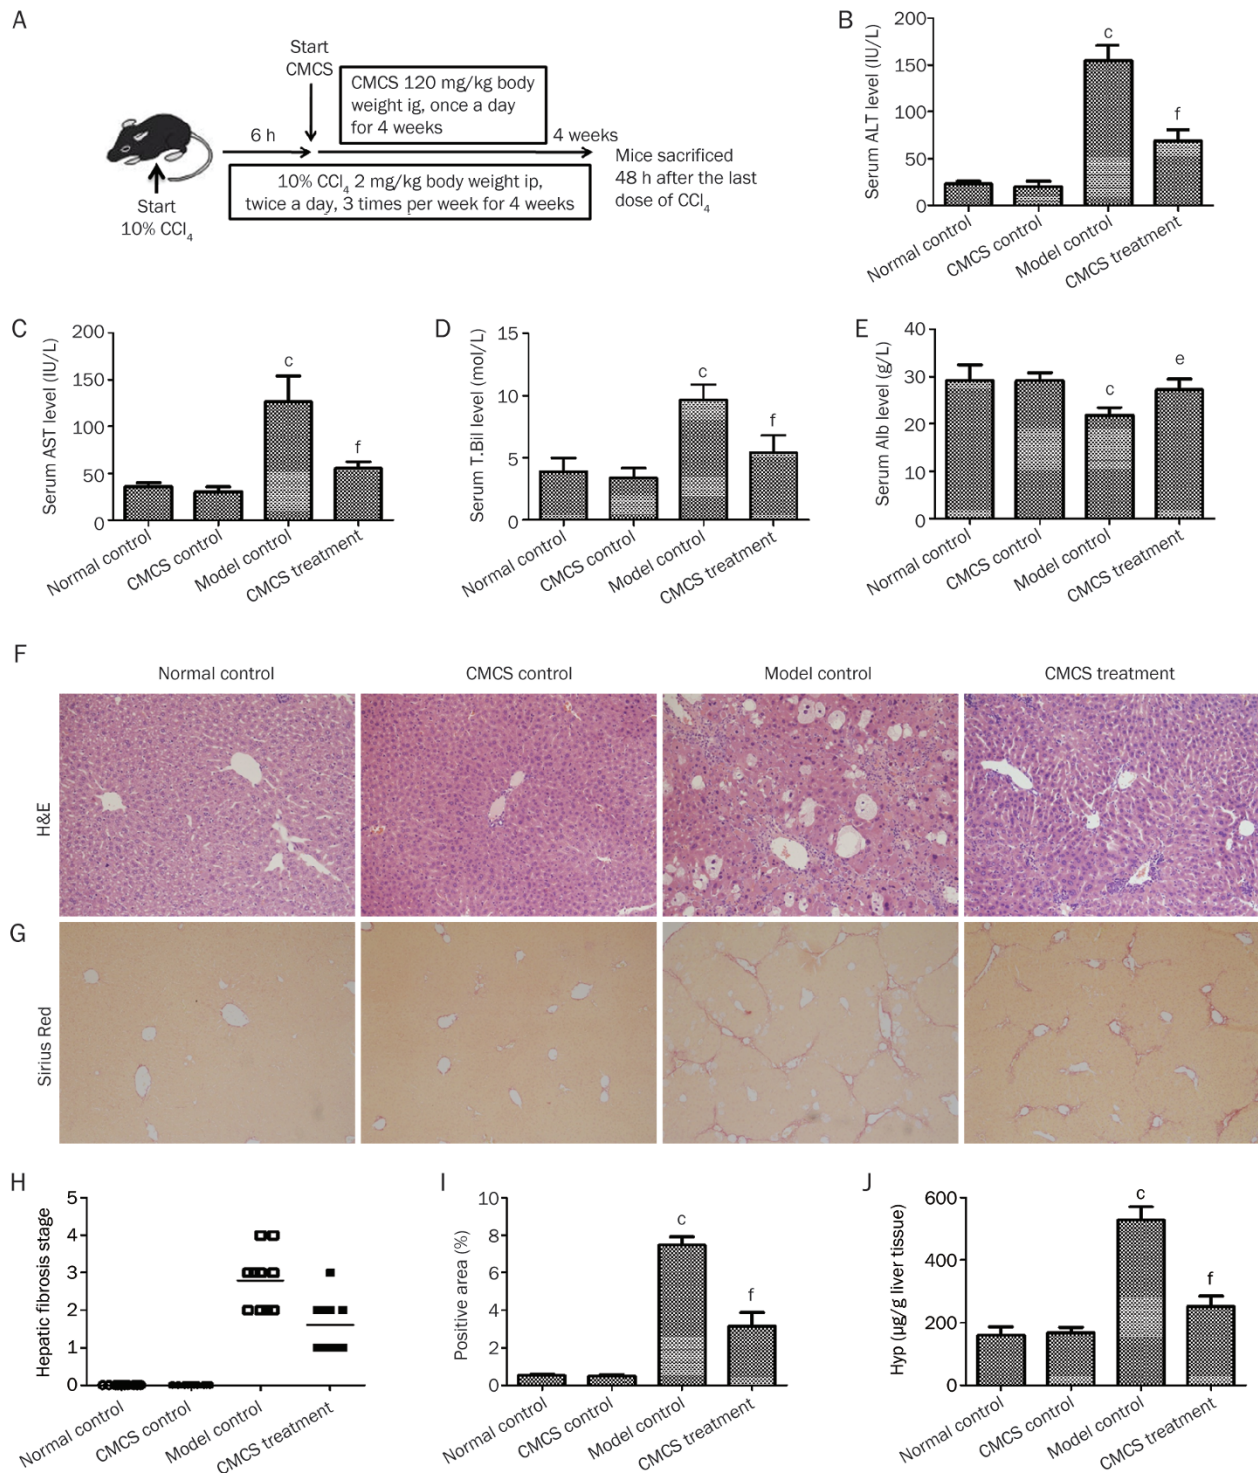 A
Start
CMCS
CMCS 120 mg/kg body
weight ig, once a day
for 4 weeks
6 h
4 weeks
10% CCl4 2 mg/kg body weight ip,
twice a day, 3 times per week for 4 weeks
Start
10% CCl4
Mice sacrificed
48 h after the last
dose of CCl4
B
Serum ALT level (IU/L)
200
150
100
50
0
c
f
Normal control
CMCS control
Model control
CMCS treatment
C
Serum AST level (IU/L)
200
150
100
50
0
c
f
Normal control
CMCS control
Model control
CMCS treatment
D
Serum T.Bil level (mol/L)
15
10
5
0
c
f
Normal control
CMCS control
Model control
CMCS treatment
E
Serum Alb level (g/L)
40
30
20
10
0
c
e
Normal control
CMCS control
Model control
CMCS treatment
F
Normal control
CMCS control
Model control
CMCS treatment
H&E
G
Sirius Red
H
Hepatic fibrosis stage
5
4
3
2
1
0
Normal control
CMCS control
Model control
CMCS treatment
I
Positive area (%)
10
8
6
4
2
0
c
f
Normal control
CMCS control
Model control
CMCS treatment
J
Hyp (μg/g liver tissue)
600
400
200
0
c
f
Normal control
CMCS control
Model control
CMCS treatment